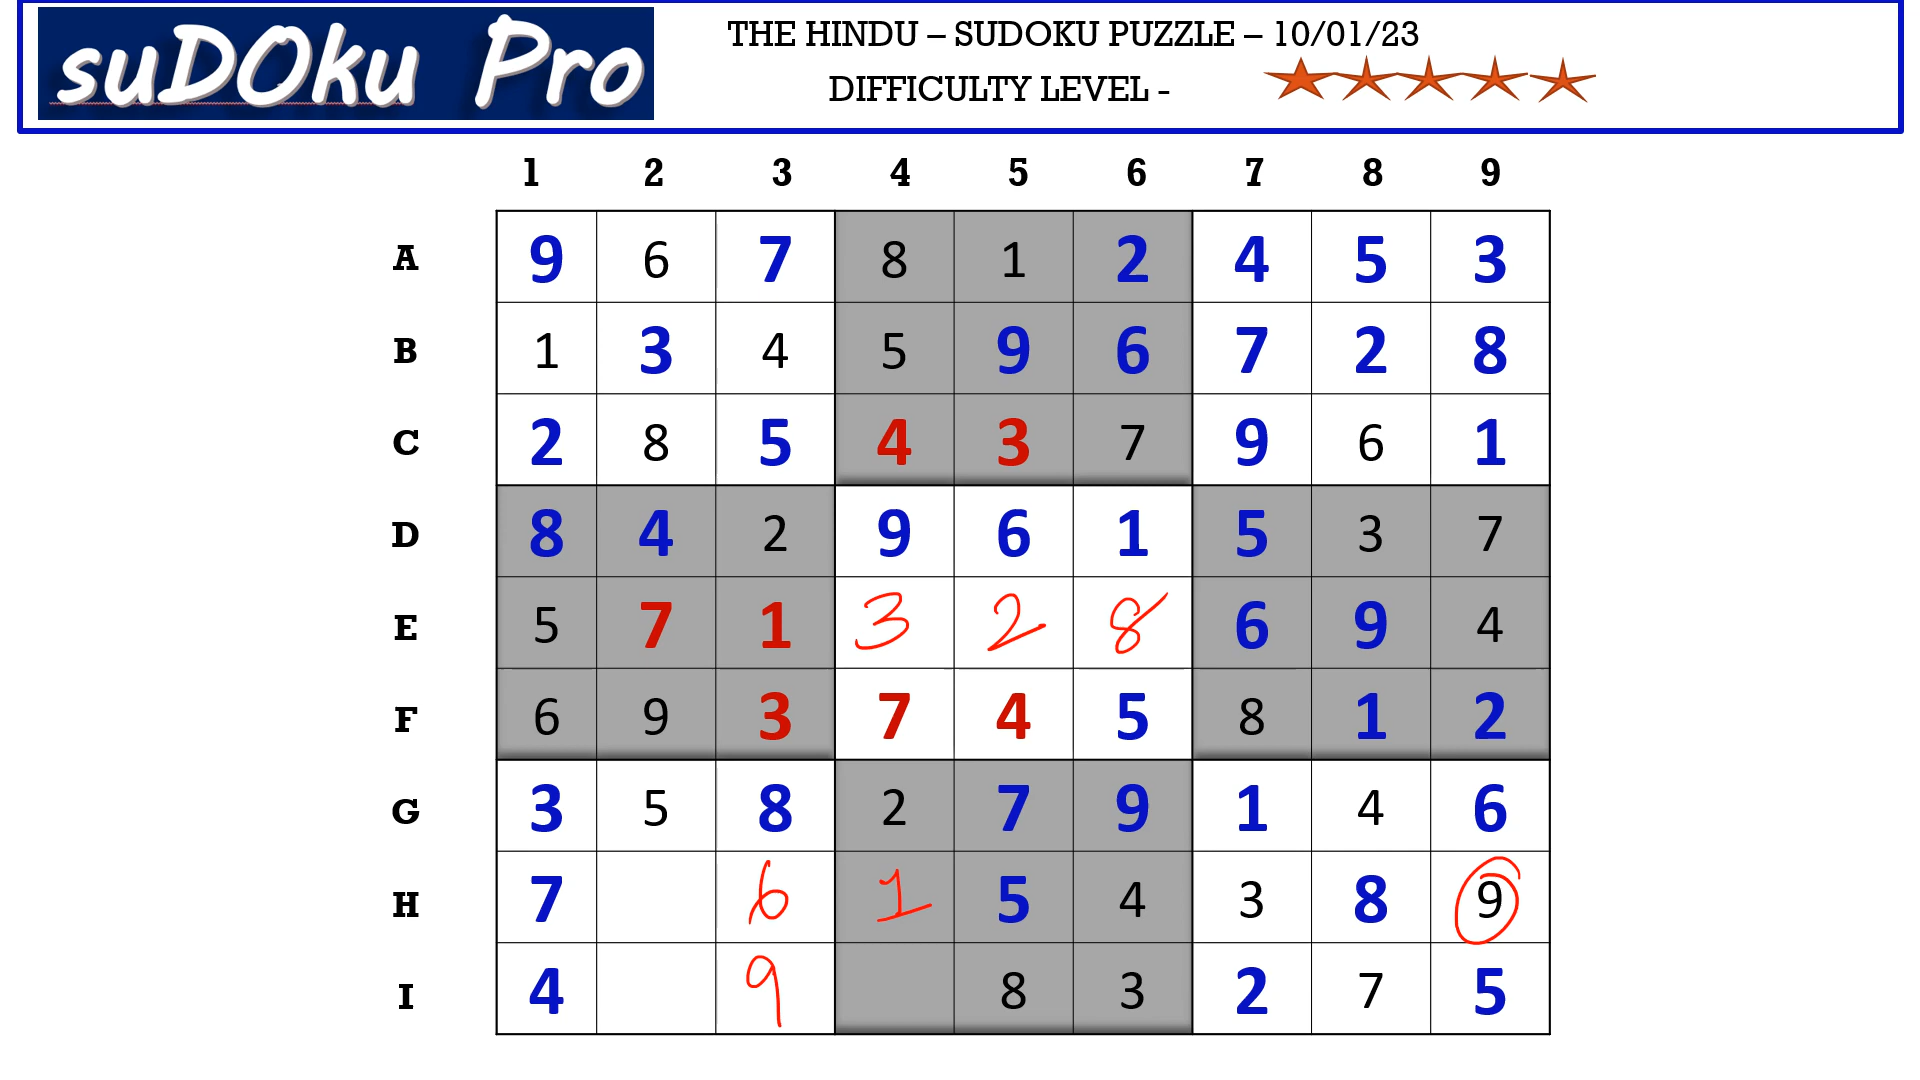 suDOku Pro
THE HINDU – SUDOKU PUZZLE – 10/01/23
DIFFICULTY LEVEL -
1 2 3 4 5 6 7 8 9
A 9 6 7 8 1 2 4 5 3
B 1 3 4 5 9 6 7 2 8
C 2 8 5 4 3 7 9 6 1
D 8 4 2 9 6 1 5 3 7
E 5 7 1 3 2 8 6 9 4
F 6 9 3 7 4 5 8 1 2
G 3 5 8 2 7 9 1 4 6
H 7 6 1 5 4 3 8 9
I 4 9 8 3 2 7 5